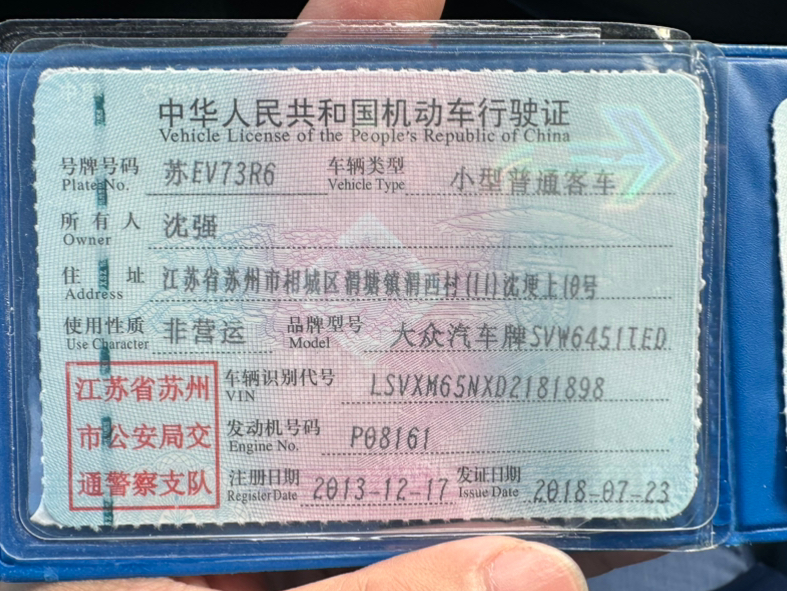 中华人民共和国机动车行驶证
Vehicle License of the People's Republic of China
号牌号码 苏EV73R6 车辆类型 小型普通客车
Plate No. Vehicle Type
所有人 沈强
Owner
住址 江苏省苏州市相城区渭塘镇渭西村(11)沈埂上10号
Address
使用性质 非营运 品牌型号 大众汽车牌SVW6451TED
Use Character Model
江苏省苏州 车辆识别代号 LSVXM65NXD2181898
VIN
市公安局交 发动机号码 P08161
Engine No.
通警察支队 注册日期 2013-12-17 发证日期 2018-07-23
Register Date Issue Date